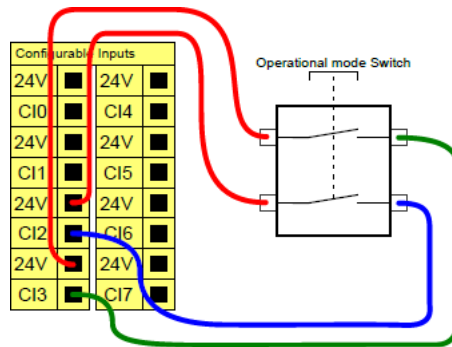 Configurable Inputs
Operational mode Switch
24V 24V
CI0 CI4
24V 24V
CI1 CI5
24V 24V
CI2 CI6
24V 24V
CI3 CI7